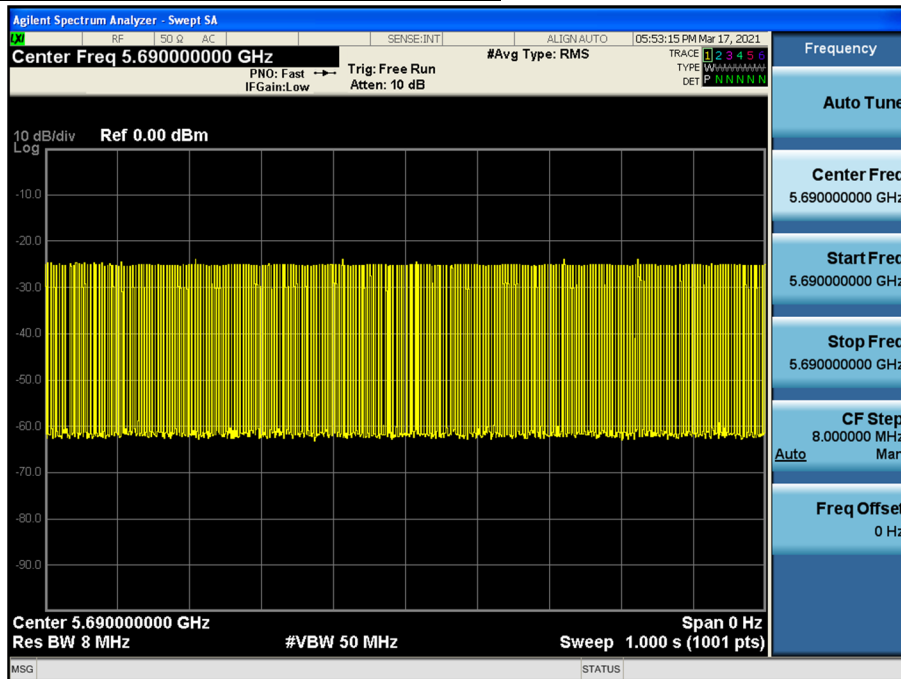 Agilent Spectrum Analyzer - Swept SA
LXI RF 50 Ω AC SENSE:INT ALIGN AUTO 05:53:15 PM Mar 17, 2021
Center Freq 5.690000000 GHz
PNO: Fast
IFGain:Low
Trig: Free Run
Atten: 10 dB
#Avg Type: RMS
TRACE 1 2 3 4 5 6
TYPE W
DET P N N N N N
10 dB/div Ref 0.00 dBm
Log
-10.0
-20.0
-30.0
-40.0
-50.0
-60.0
-70.0
-80.0
-90.0
Center 5.690000000 GHz Span 0 Hz
Res BW 8 MHz #VBW 50 MHz Sweep 1.000 s (1001 pts)
MSG STATUS
Frequency
Auto Tune
Center Freq
5.690000000 GHz
Start Freq
5.690000000 GHz
Stop Freq
5.690000000 GHz
CF Step
8.000000 MHz
Auto Man
Freq Offset
0 Hz